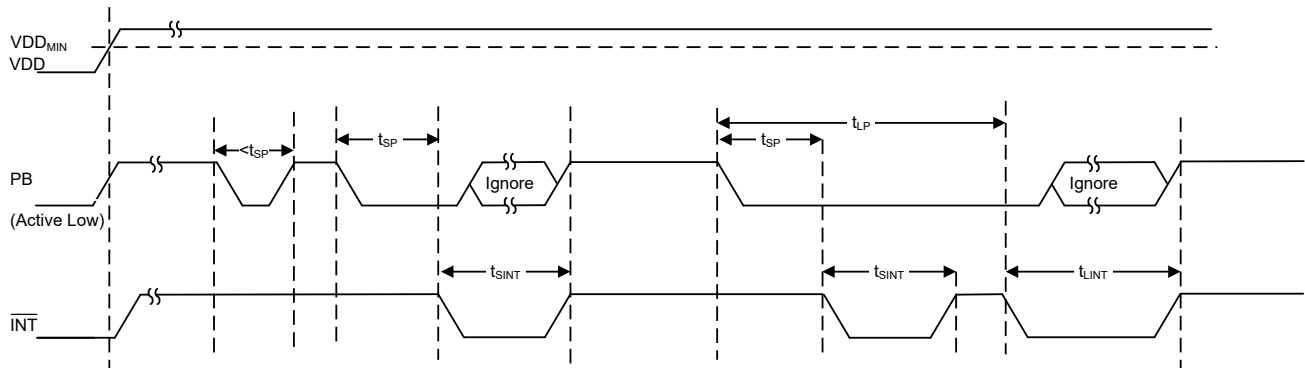 VDDMIN
VDD
tLP
<tSP
tSP
tSP
PB
Ignore
Ignore
(Active Low)
tSINT
tSINT
tLINT
INT